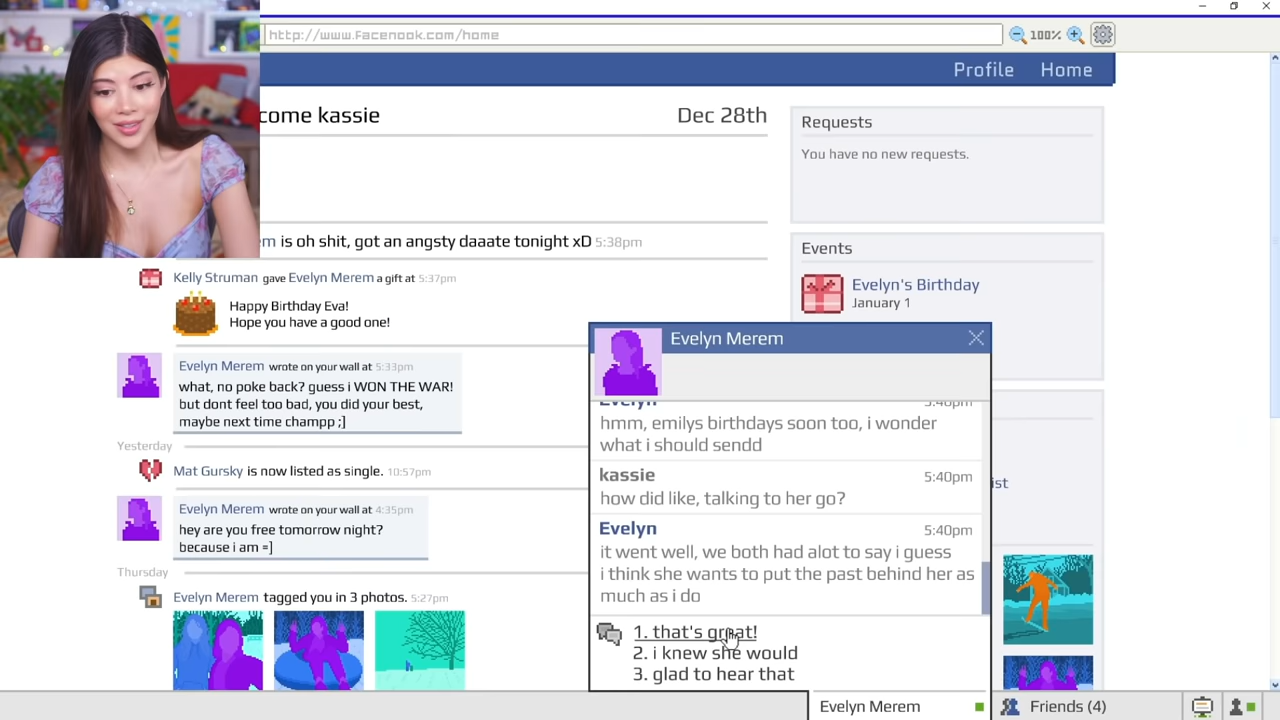 http://www.facenook.com/home
100%
Profile
Home
come kassie
Dec 28th
Requests
You have no new requests.
is oh shit, got an angsty daaate tonight xD 5:38pm
Events
Kelly Struman gave Evelyn Merem a gift at 5:37pm
Evelyn's Birthday
January 1
Happy Birthday Eva!
Hope you have a good one!
Evelyn Merem wrote on your wall at 5:33pm
what, no poke back? guess i WON THE WAR!
but dont feel too bad, you did your best,
maybe next time champp ;]
Yesterday
Mat Gursky is now listed as single. 10:57pm
Evelyn Merem wrote on your wall at 4:35pm
hey are you free tomorrow night?
because i am =]
Thursday
Evelyn Merem tagged you in 3 photos. 5:27pm
Evelyn Merem
Evelyn 5:40pm
hmm, emilys birthdays soon too, i wonder
what i should sendd
kassie 5:40pm
how did like, talking to her go?
Evelyn 5:40pm
it went well, we both had alot to say i guess
i think she wants to put the past behind her as
much as i do
1. that's great!
2. i knew she would
3. glad to hear that
Evelyn Merem
Friends (4)